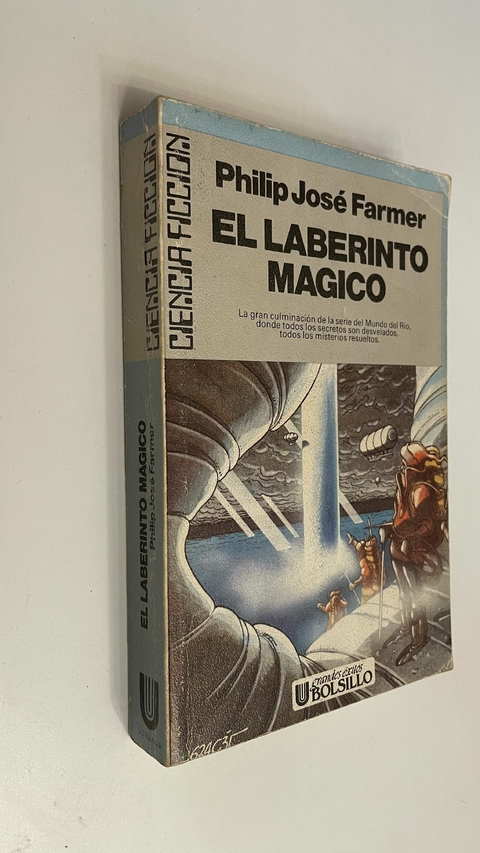 CIENCIA FICCION
EL LABERINTO MAGICO
Philip José Farmer
U
ULTRAMAR
CIENCIA FICCION
Philip José Farmer
EL LABERINTO
MAGICO
La gran culminación de la serie del Mundo del Río,
donde todos los secretos son desvelados,
todos los misterios resueltos.
grandes éxitos
U BOLSILLO